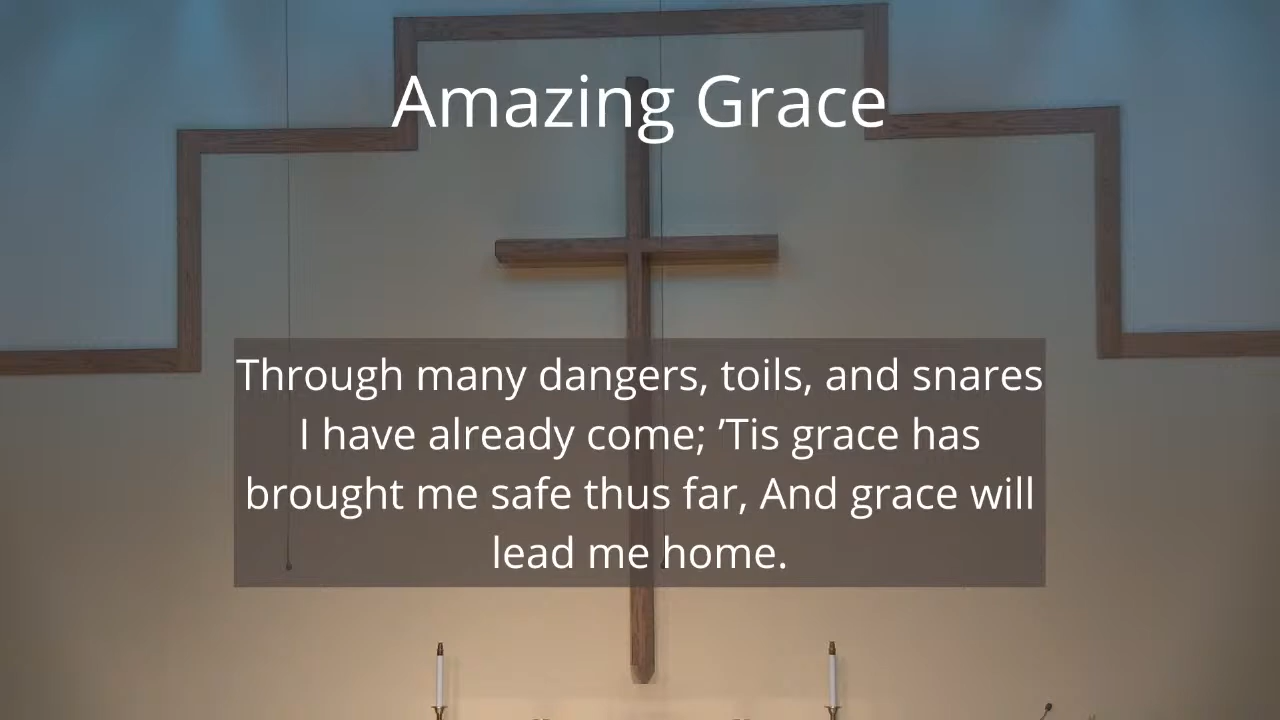 Amazing Grace
Through many dangers, toils, and snares
I have already come; ’Tis grace has
brought me safe thus far, And grace will
lead me home.